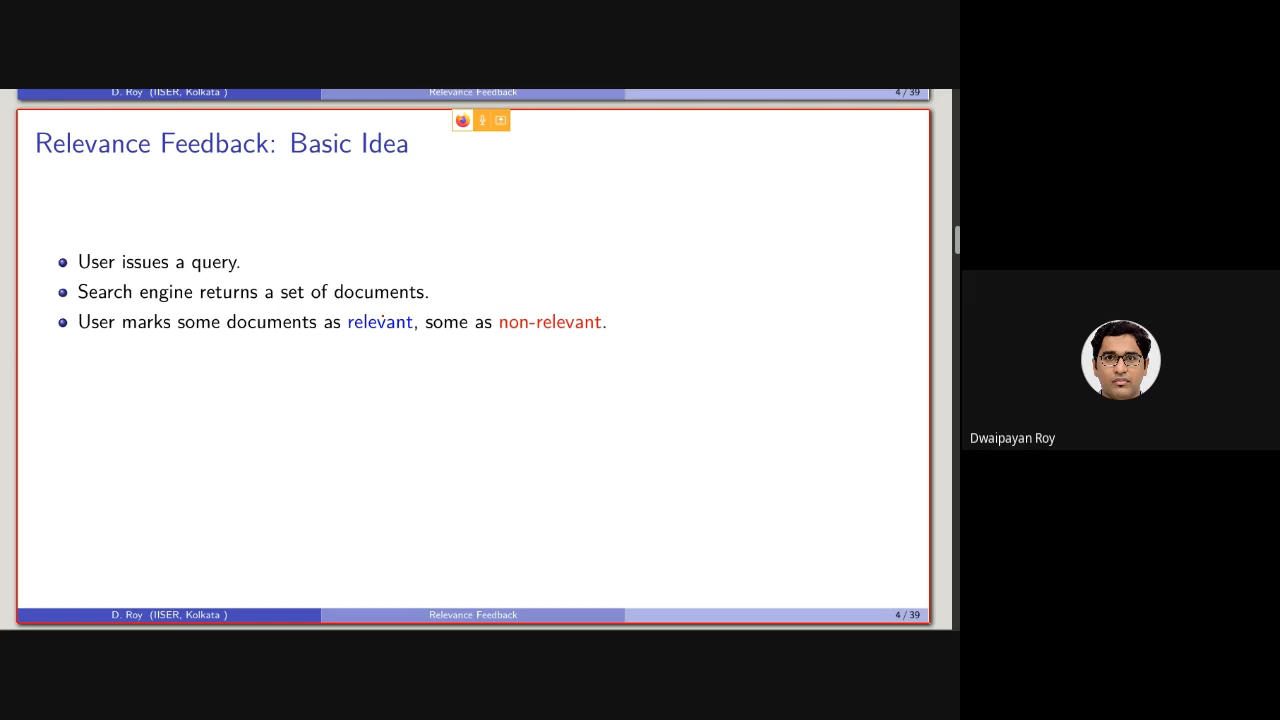 D. Roy (IISER, Kolkata ) Relevance Feedback 4 / 39
Relevance Feedback: Basic Idea
User issues a query.
Search engine returns a set of documents.
User marks some documents as relevant, some as non-relevant.
D. Roy (IISER, Kolkata ) Relevance Feedback 4 / 39
Dwaipayan Roy